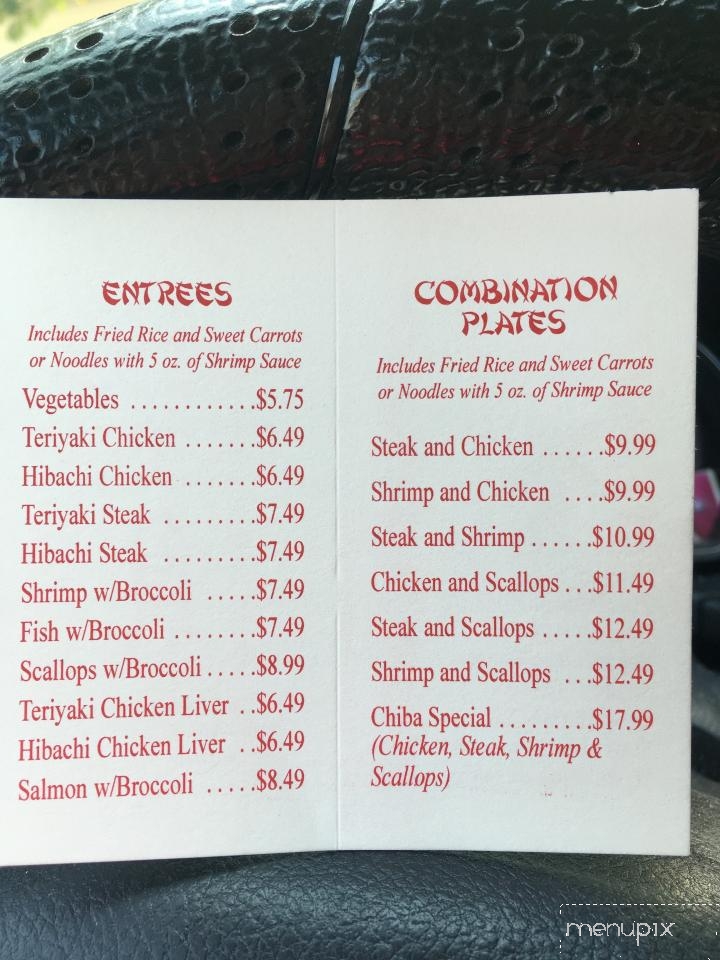 ENTREES
Includes Fried Rice and Sweet Carrots
or Noodles with 5 oz. of Shrimp Sauce
Vegetables . . . . . . . . . . . .$5.75
Teriyaki Chicken . . . . . . .$6.49
Hibachi Chicken . . . . . . .$6.49
Teriyaki Steak . . . . . . . . .$7.49
Hibachi Steak . . . . . . . . .$7.49
Shrimp w/Broccoli . . . . .$7.49
Fish w/Broccoli . . . . . . . .$7.49
Scallops w/Broccoli . . . . .$8.99
Teriyaki Chicken Liver . .$6.49
Hibachi Chicken Liver . .$6.49
Salmon w/Broccoli . . . . .$8.49
COMBINATION
PLATES
Includes Fried Rice and Sweet Carrots
or Noodles with 5 oz. of Shrimp Sauce
Steak and Chicken . . . . . .$9.99
Shrimp and Chicken . . . .$9.99
Steak and Shrimp . . . . . .$10.99
Chicken and Scallops . . .$11.49
Steak and Scallops . . . . .$12.49
Shrimp and Scallops . . .$12.49
Chiba Special . . . . . . . . .$17.99
(Chicken, Steak, Shrimp &
Scallops)
menupix